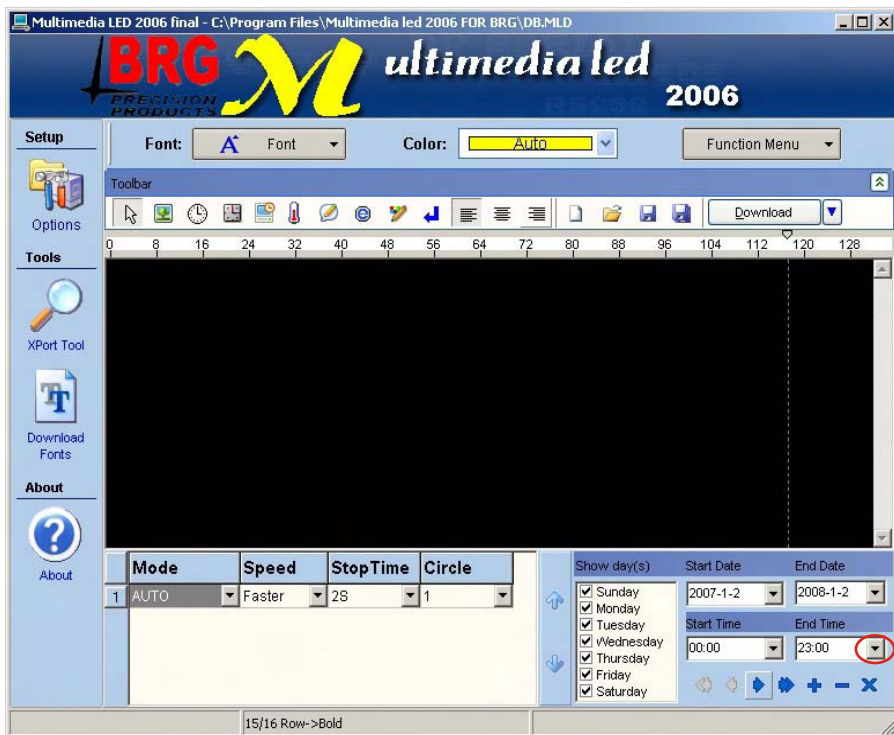 Multimedia LED 2006 final - C:\Program Files\Multimedia led 2006 FOR BRG\DB.MLD
BRG
PRECISION
PRODUCTS
Multimedia led
2006
Setup
Options
Tools
XPort Tool
Download
Fonts
About
About
Font: A Font
Color: Auto
Function Menu
Toolbar
Download
0 8 16 24 32 40 48 56 64 72 80 88 96 104 112 120 128
Mode Speed StopTime Circle
1 AUTO Faster 2S 1
Show day(s)
Sunday
Monday
Tuesday
Wednesday
Thursday
Friday
Saturday
Start Date End Date
2007-1-2 2008-1-2
Start Time End Time
00:00 23:00
15/16 Row->Bold